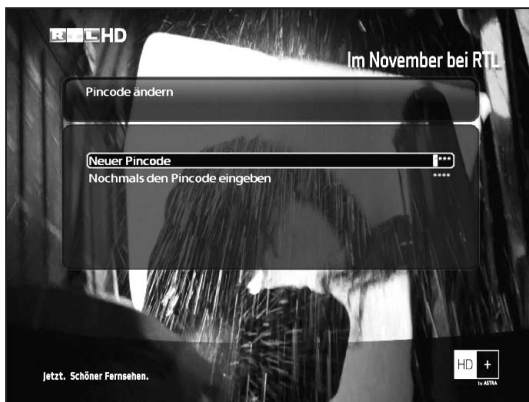 RTL HD
Im November bei RTL
Pincode ändern
Neuer Pincode ****
Nochmals den Pincode eingeben ****
Jetzt. Schöner Fernsehen.
HD +
by ASTRA